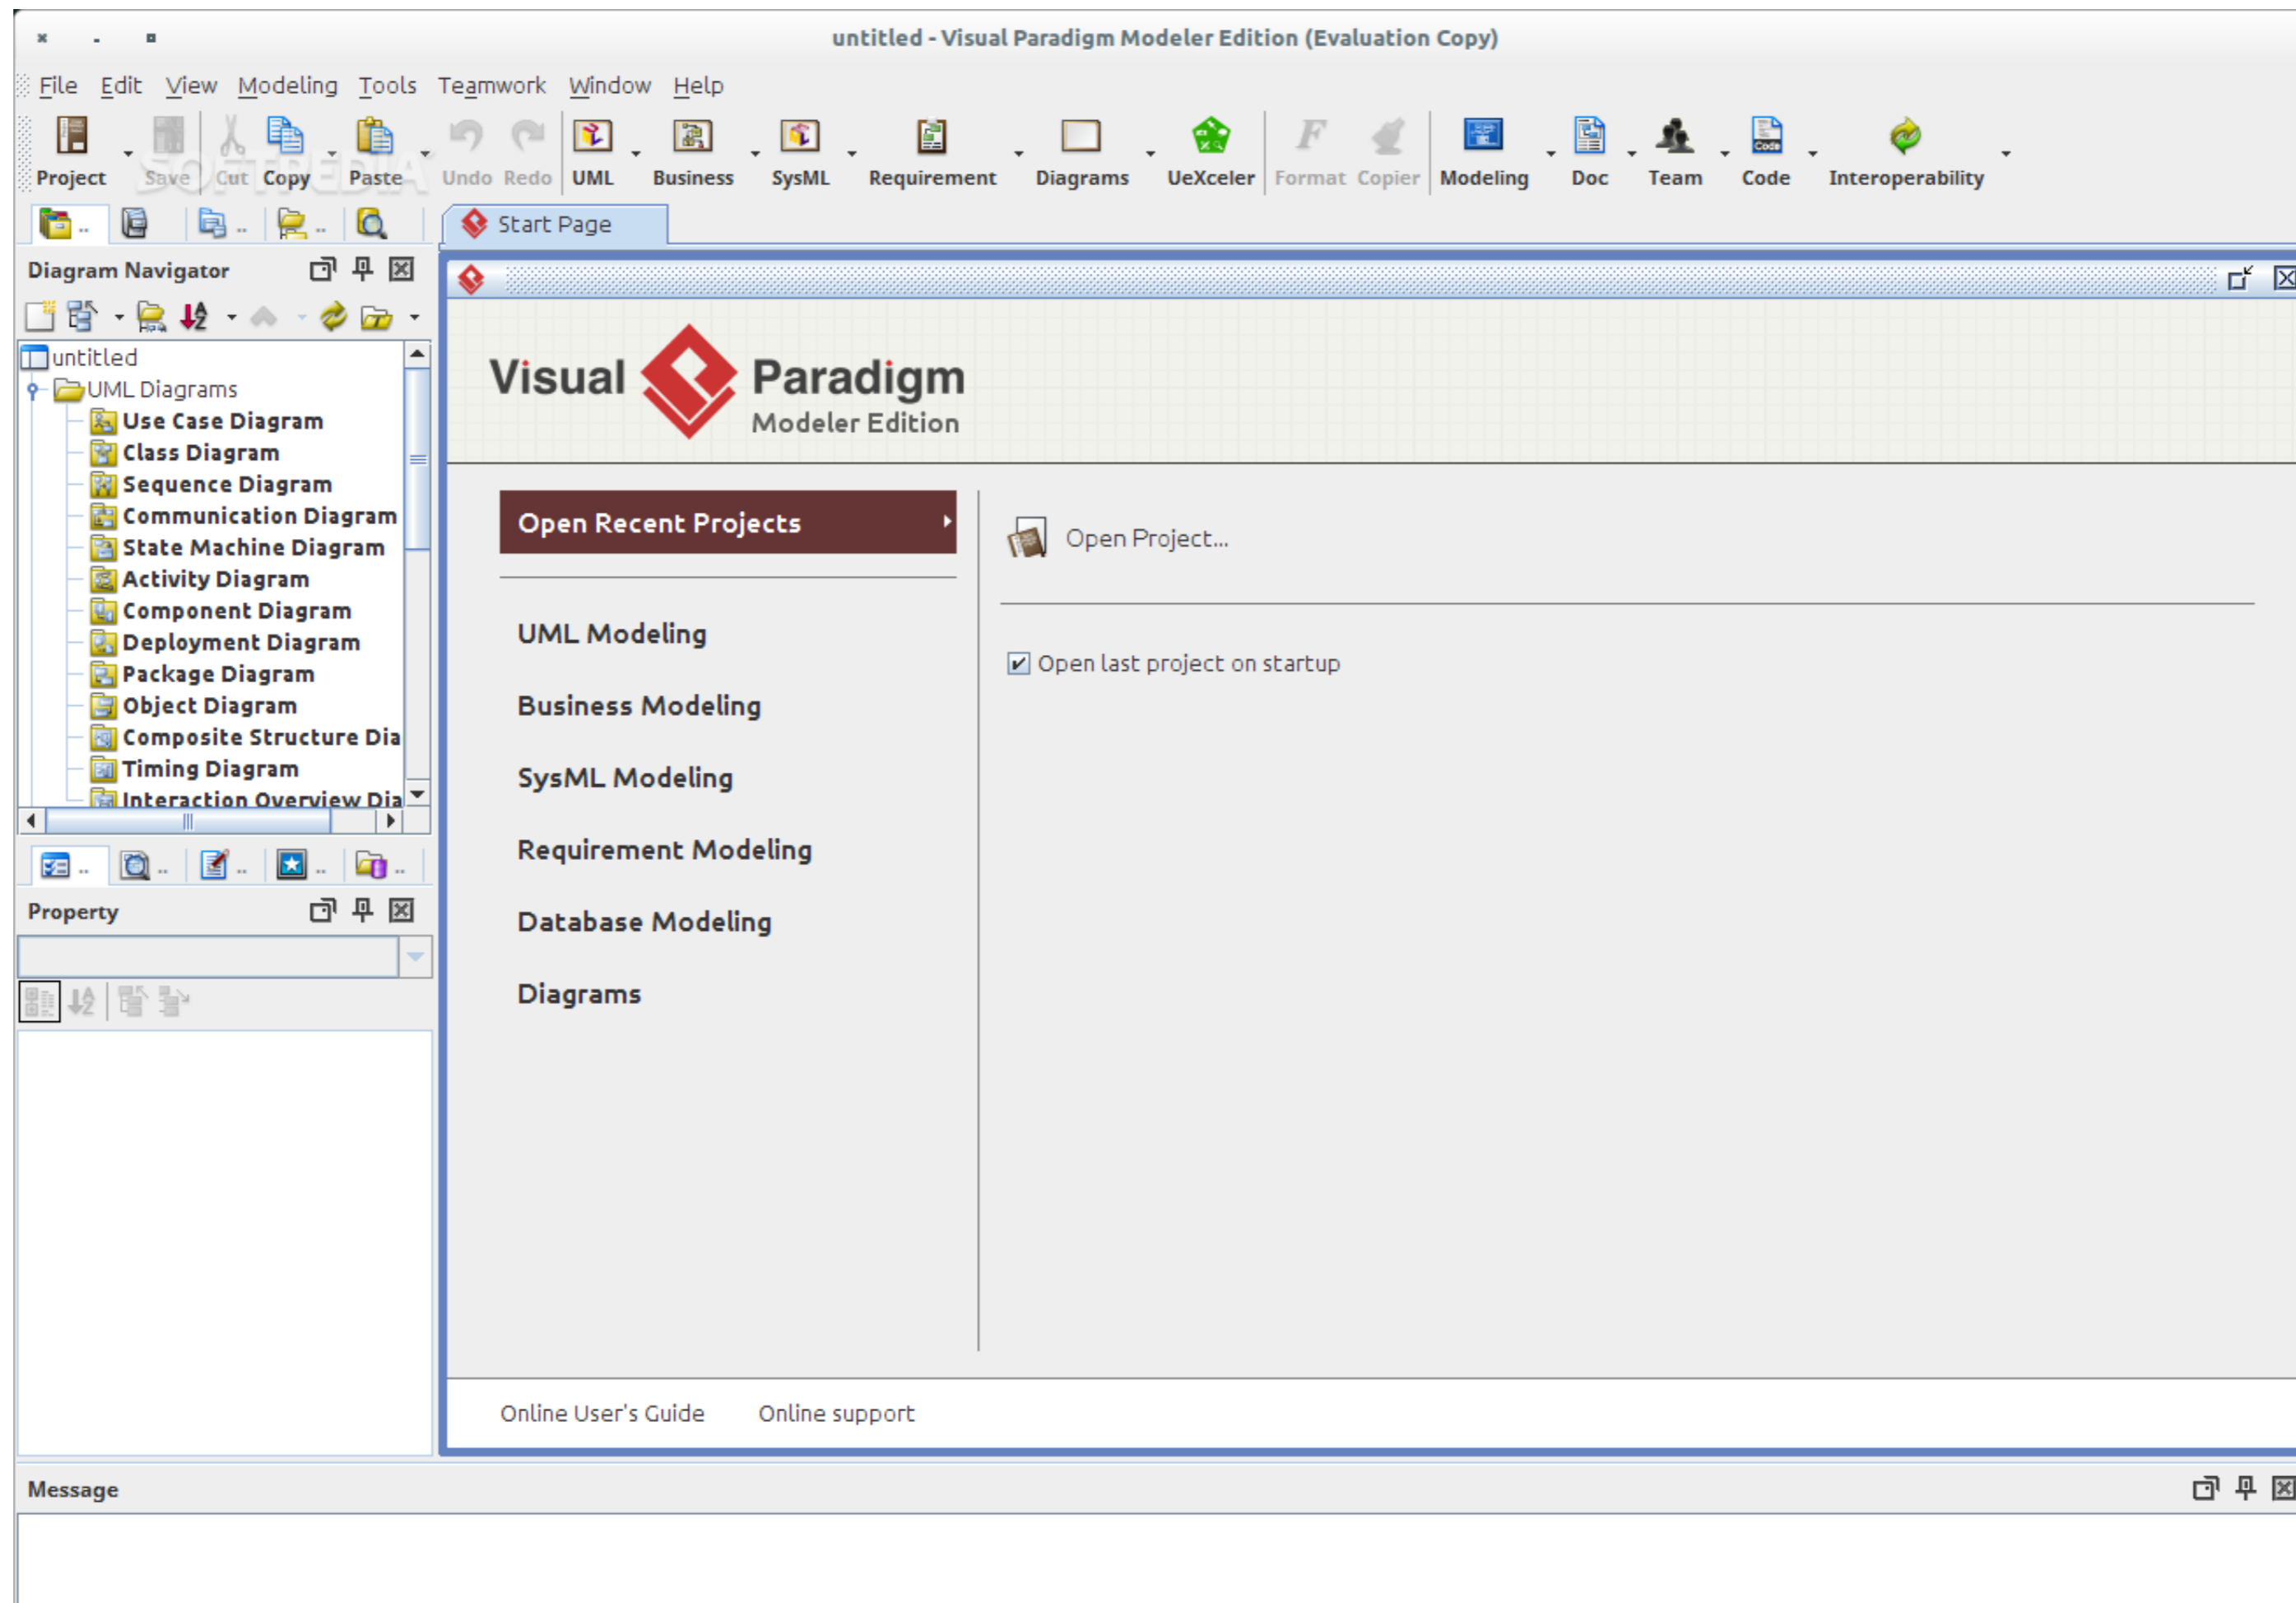 untitled - Visual Paradigm Modeler Edition (Evaluation Copy)
File Edit View Modeling Tools Teamwork Window Help
Project Save Cut Copy Paste Undo Redo UML Business SysML Requirement Diagrams UeXceler Format Copier Modeling Doc Team Code Interoperability
SOFTPEDIA
Start Page
Diagram Navigator
untitled
UML Diagrams
Use Case Diagram
Class Diagram
Sequence Diagram
Communication Diagram
State Machine Diagram
Activity Diagram
Component Diagram
Deployment Diagram
Package Diagram
Object Diagram
Composite Structure Dia
Timing Diagram
Interaction Overview Dia
Property
Visual Paradigm
Modeler Edition
Open Recent Projects
UML Modeling
Business Modeling
SysML Modeling
Requirement Modeling
Database Modeling
Diagrams
Open Project...
Open last project on startup
Online User's Guide Online support
Message